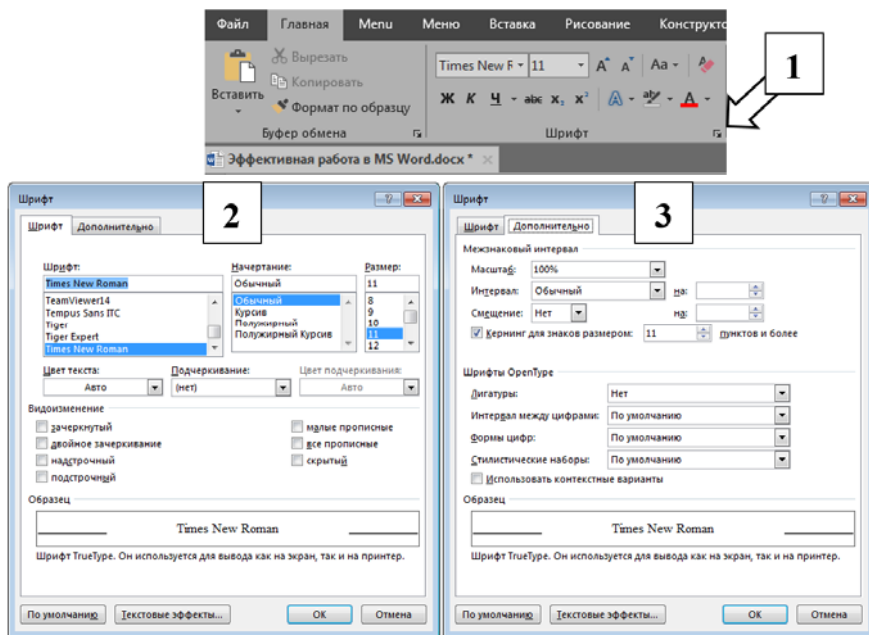 Файл Главная Menu Меню Вставка Рисование Конструкто
Вырезать
Копировать
Формат по образцу
Вставить
Буфер обмена
Times New F 11 Aa
Ж К Ч abc x₂ x² A aby A
Шрифт
1
Эффективная работа в MS Word.docx *
Шрифт
2
Шрифт Дополнительно
Шрифт: Начертание: Размер:
Times New Roman Обычный 11
TeamViewer14 Обычный 8
Tempus Sans ITC Курсив 9
Tiger Полужирный 10
Tiger Expert Полужирный Курсив 11
Times New Roman 12
Цвет текста: Подчеркивание: Цвет подчеркивания:
Авто (нет) Авто
Видоизменение
зачеркнутый малые прописные
двойное зачеркивание все прописные
надстрочный скрытый
подстрочный
Образец
Times New Roman
Шрифт TrueType. Он используется для вывода как на экран, так и на принтер.
По умолчанию Текстовые эффекты... ОК Отмена
Шрифт
3
Шрифт Дополнительно
Межзнаковый интервал
Масштаб: 100%
Интервал: Обычный на:
Смещение: Нет на:
Кернинг для знаков размером: 11 пунктов и более
Шрифты OpenType
Лигатуры: Нет
Интервал между цифрами: По умолчанию
Формы цифр: По умолчанию
Стилистические наборы: По умолчанию
Использовать контекстные варианты
Образец
Times New Roman
Шрифт TrueType. Он используется для вывода как на экран, так и на принтер.
По умолчанию Текстовые эффекты... ОК Отмена